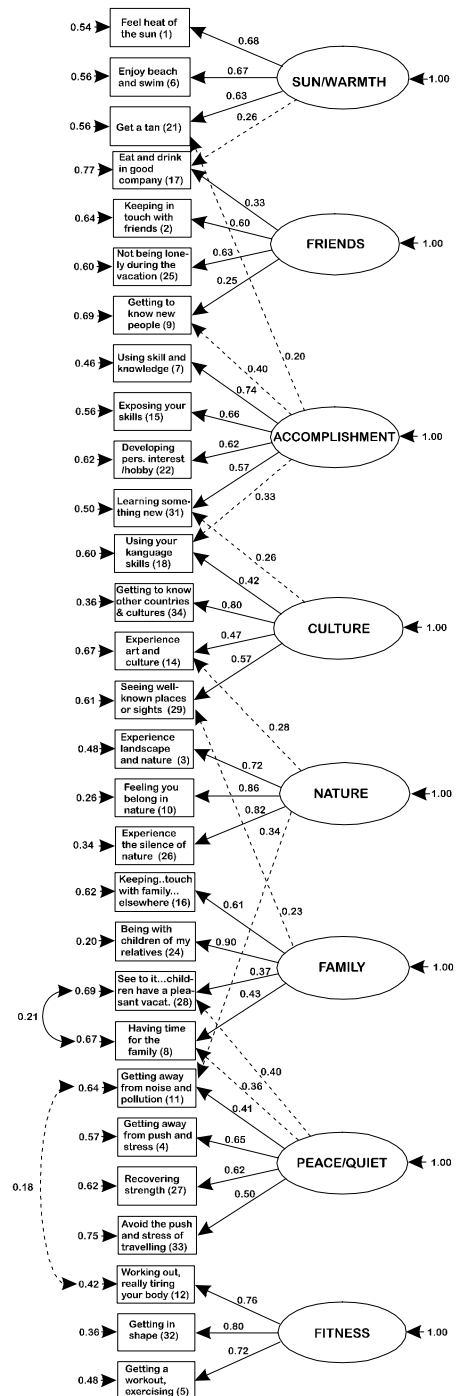 0.54
Feel heat of
the sun (1)
0.68
0.56
Enjoy beach
and swim (6)
0.67
SUN/WARMTH
1.00
0.63
0.56
Get a tan (21)
0.26
0.77
Eat and drink
in good
company (17)
0.33
0.64
Keeping in
touch with
friends (2)
0.60
FRIENDS
1.00
0.63
0.60
Not being lone-
ly during the
vacation (25)
0.25
0.69
Getting to
know new
people (9)
0.20
0.40
0.46
Using skill and
knowledge (7)
0.74
0.56
Exposing your
skills (15)
0.66
ACCOMPLISHMENT
1.00
0.62
0.62
Developing
pers. interest
/hobby (22)
0.57
0.33
0.50
Learning some-
thing new (31)
0.26
0.60
Using your
kanguage
skills (18)
0.42
0.36
Getting to know
other countries
& cultures (34)
0.80
CULTURE
1.00
0.47
0.67
Experience
art and
culture (14)
0.57
0.61
Seeing well-
known places
or sights (29)
0.28
0.48
Experience
landscape
and nature (3)
0.72
0.26
Feeling you
belong in
nature (10)
0.86
NATURE
1.00
0.82
0.34
0.34
Experience
the silence of
nature (26)
0.62
Keeping..touch
with family...
elsewhere (16)
0.61
0.23
0.20
Being with
children of my
relatives (24)
0.90
FAMILY
1.00
0.37
0.69
See to it...child-
ren have a plea-
sant vacat. (28)
0.43
0.21
0.67
Having time
for the
family (8)
0.40
0.36
0.64
Getting away
from noise and
pollution (11)
0.41
0.57
Getting away
from push and
stress (4)
0.65
PEACE/QUIET
1.00
0.18
0.62
Recovering
strength (27)
0.62
0.50
0.75
Avoid the push
and stress of
travelling (33)
0.42
Working out,
really tiring
your body (12)
0.76
0.36
Getting in
shape (32)
0.80
FITNESS
1.00
0.72
0.48
Getting a
workout,
exercising (5)